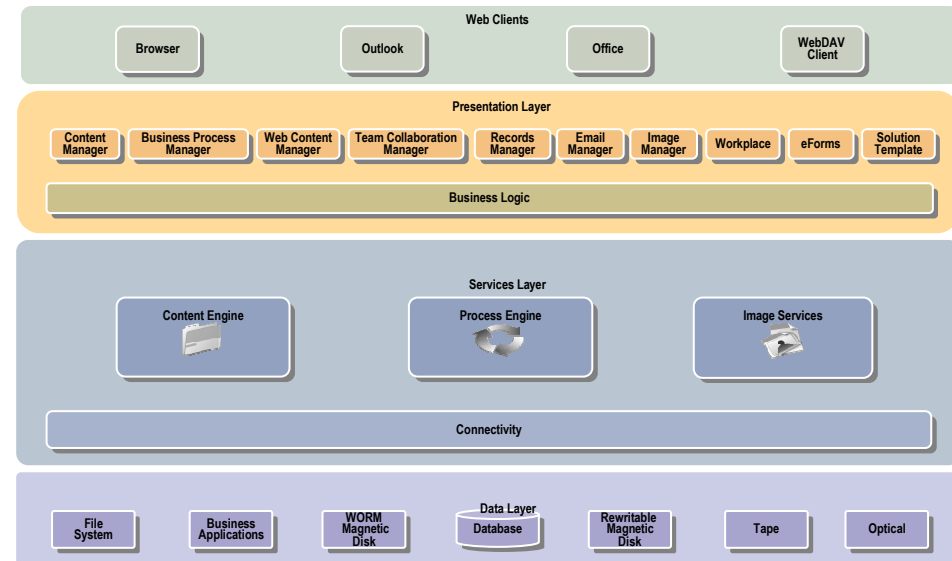 Web Clients
Browser
Outlook
Office
WebDAV
Client
Presentation Layer
Content
Manager
Business Process
Manager
Web Content
Manager
Team Collaboration
Manager
Records
Manager
Email
Manager
Image
Manager
Workplace
eForms
Solution
Template
Business Logic
Services Layer
Content Engine
Process Engine
Image Services
Connectivity
Data Layer
File
System
Business
Applications
WORM
Magnetic
Disk
Database
Rewritable
Magnetic
Disk
Tape
Optical